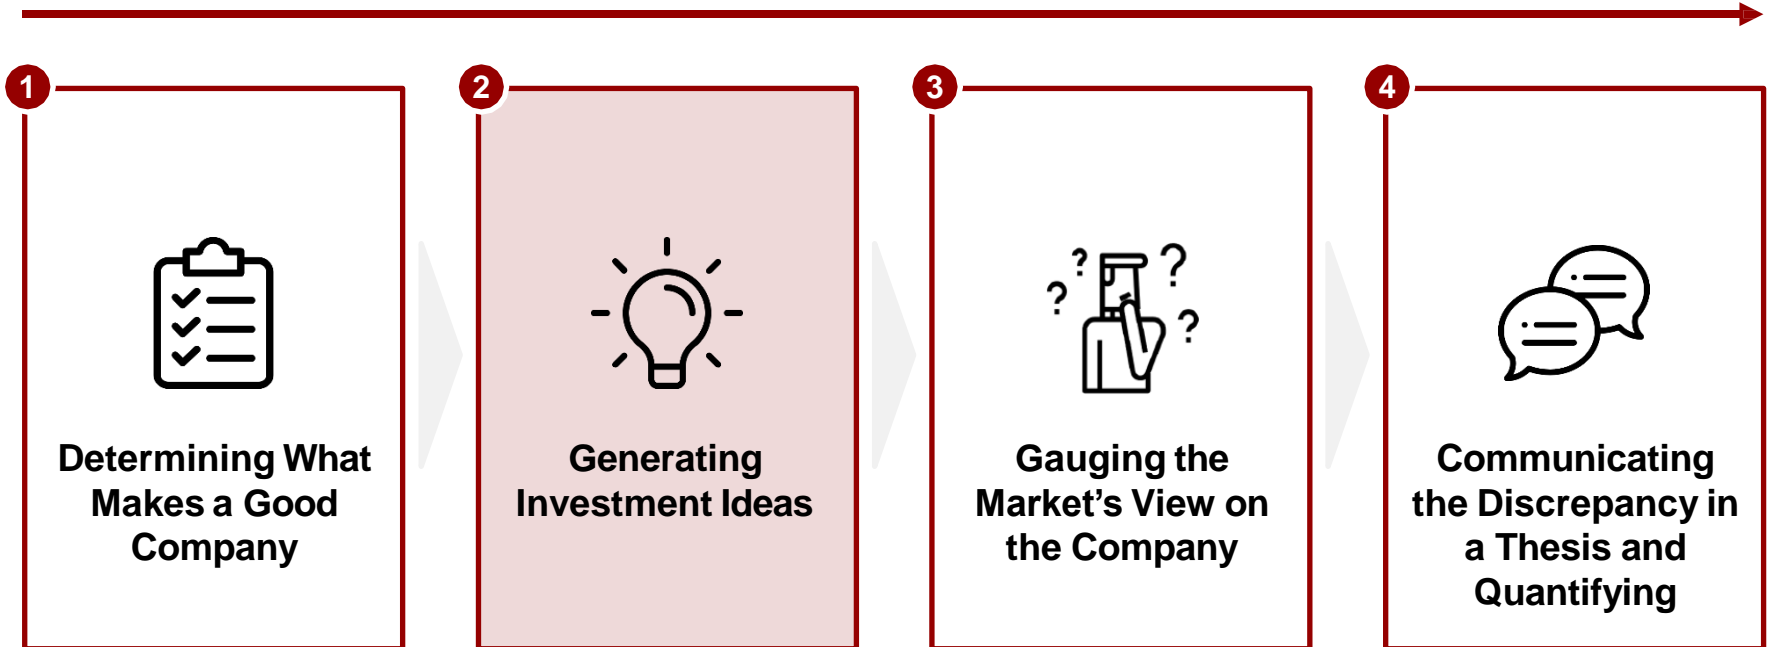 1
Determining What
Makes a Good
Company
2
Generating
Investment Ideas
3
?
?
?
?
Gauging the
Market’s View on
the Company
4
Communicating
the Discrepancy in
a Thesis and
Quantifying